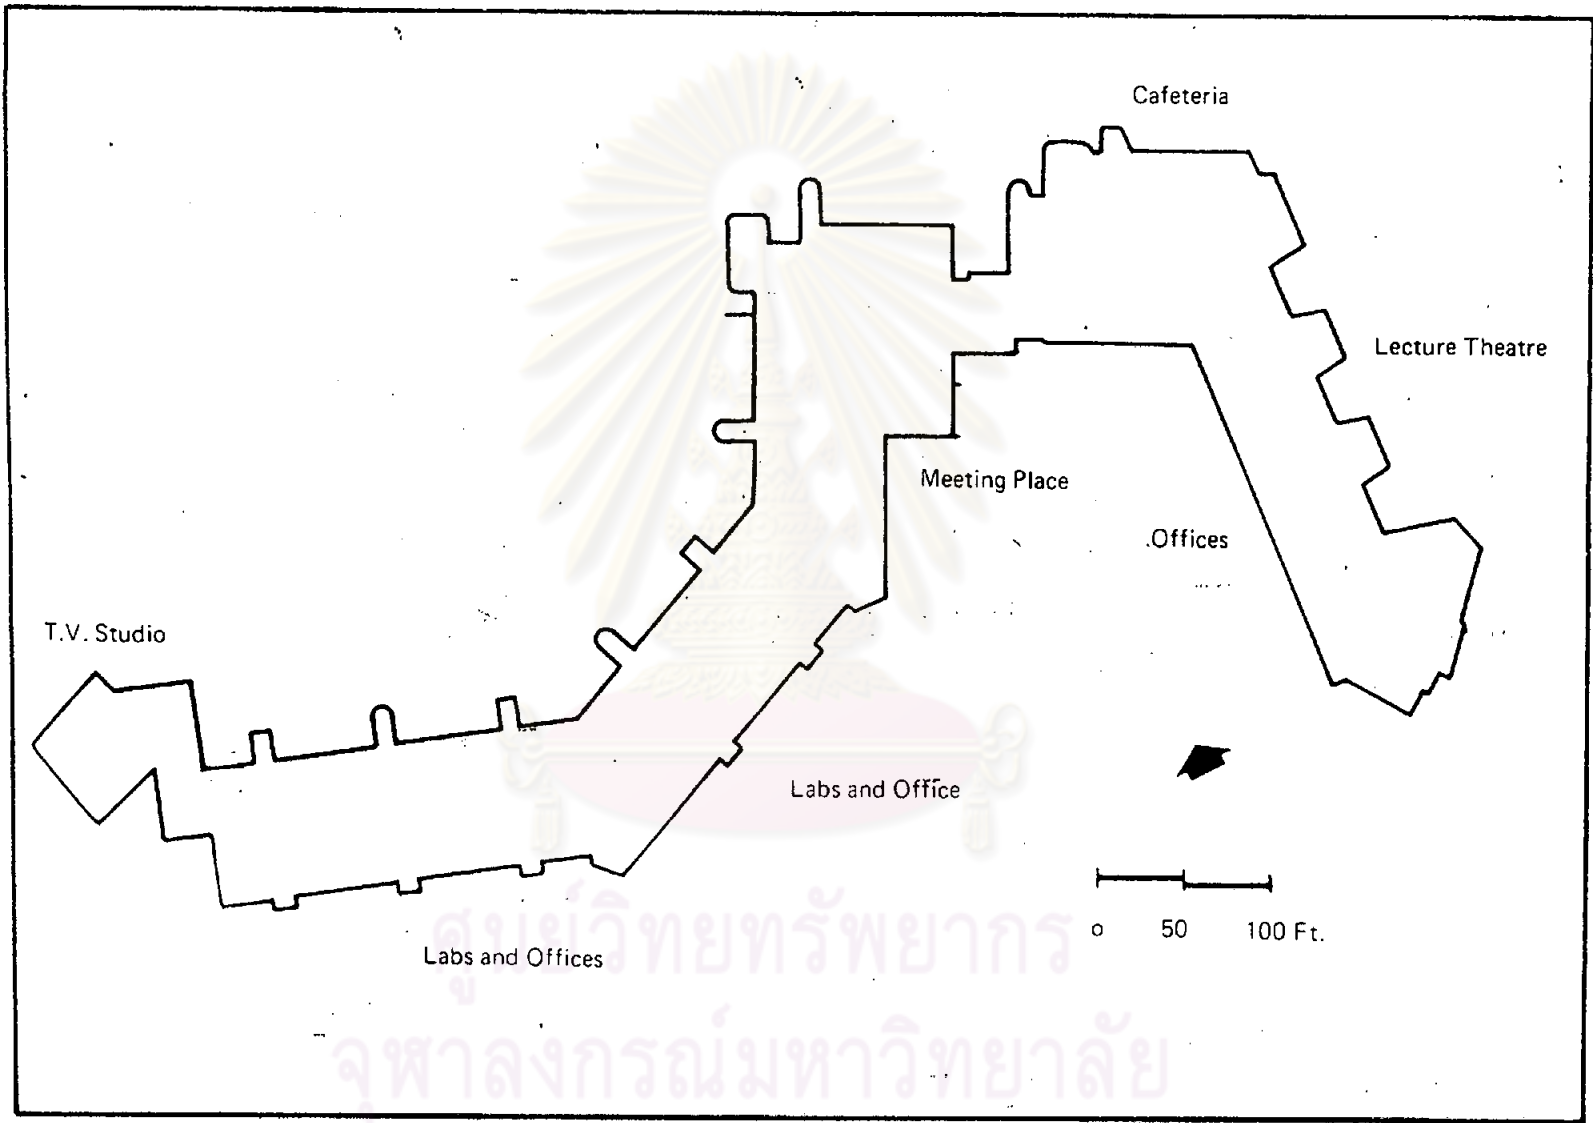 Cafeteria
Lecture Theatre
Meeting Place
.Offices
T.V. Studio
Labs and Office
o 50 100 Ft.
Labs and Offices
ศูนย์วิทยทรัพยากร
จุฬาลงกรณ์มหาวิทยาลัย